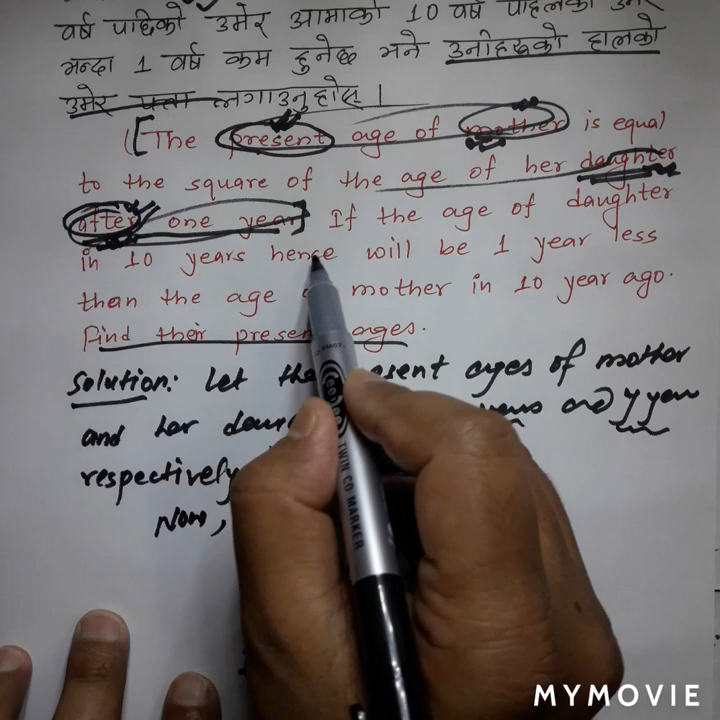 वर्ष पछिको उमेर आमाको 10 वर्ष पहिलेको उमेर
भन्दा 1 वर्ष कम हुनेछ भने उनीहरूको हालको
उमेर पत्ता लगाउनुहोस् ।
([The present age of mother is equal
to the square of the age of her daughter
after one year] If the age of daughter
in 10 years hence will be 1 year less
than the age mother in 10 year ago.
Find their present ages.
Solution: Let the present ages of mother
and her years and y years
respectively
Now,
TWIN CD MARKER
MYMOVIE